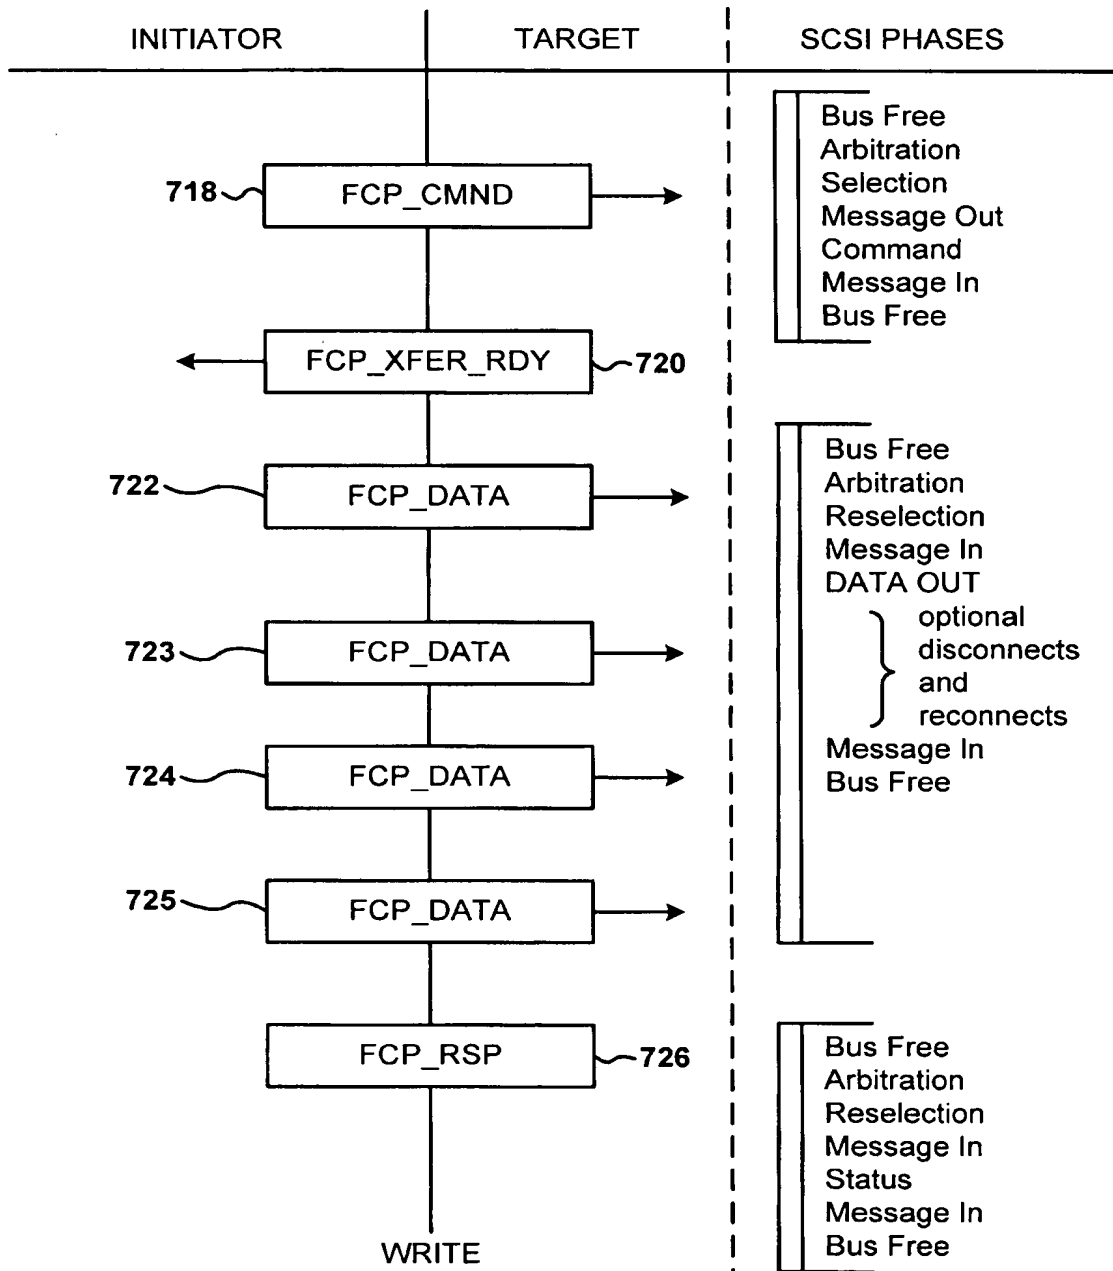 INITIATOR TARGET SCSI PHASES
718 FCP_CMND
Bus Free
Arbitration
Selection
Message Out
Command
Message In
Bus Free
FCP_XFER_RDY 720
722 FCP_DATA
723 FCP_DATA
724 FCP_DATA
725 FCP_DATA
Bus Free
Arbitration
Reselection
Message In
DATA OUT
optional
disconnects
and
reconnects
Message In
Bus Free
FCP_RSP 726
Bus Free
Arbitration
Reselection
Message In
Status
Message In
Bus Free
WRITE